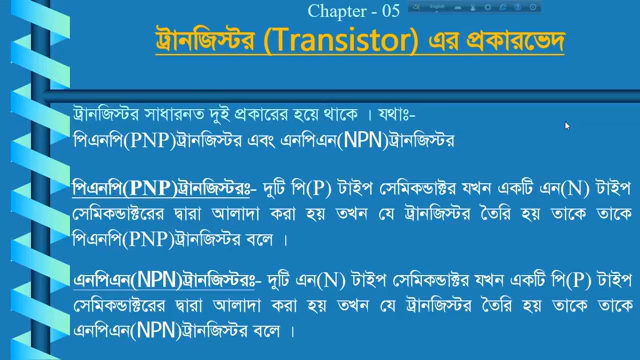 Chapter - 05
ট্রানজিস্টর (Transistor) এর প্রকারভেদ
ট্রানজিস্টর সাধারনত দুই প্রকারের হয়ে থাকে । যথাঃ-
পিএনপি(PNP)ট্রানজিস্টর এবং এনপিএন(NPN)ট্রানজিস্টর
পিএনপি(PNP)ট্রানজিস্টরঃ- দুটি পি(P) টাইপ সেমিকন্ডাক্টর যখন একটি এন(N) টাইপ
সেমিকন্ডাক্টরের দ্বারা আলাদা করা হয় তখন যে ট্রানজিস্টর তৈরি হয় তাকে তাকে
পিএনপি(PNP)ট্রানজিস্টর বলে ।
এনপিএন(NPN)ট্রানজিস্টরঃ- দুটি এন(N) টাইপ সেমিকন্ডাক্টর যখন একটি পি(P) টাইপ
সেমিকন্ডাক্টরের দ্বারা আলাদা করা হয় তখন যে ট্রানজিস্টর তৈরি হয় তাকে তাকে
এনপিএন(NPN)ট্রানজিস্টর বলে ।